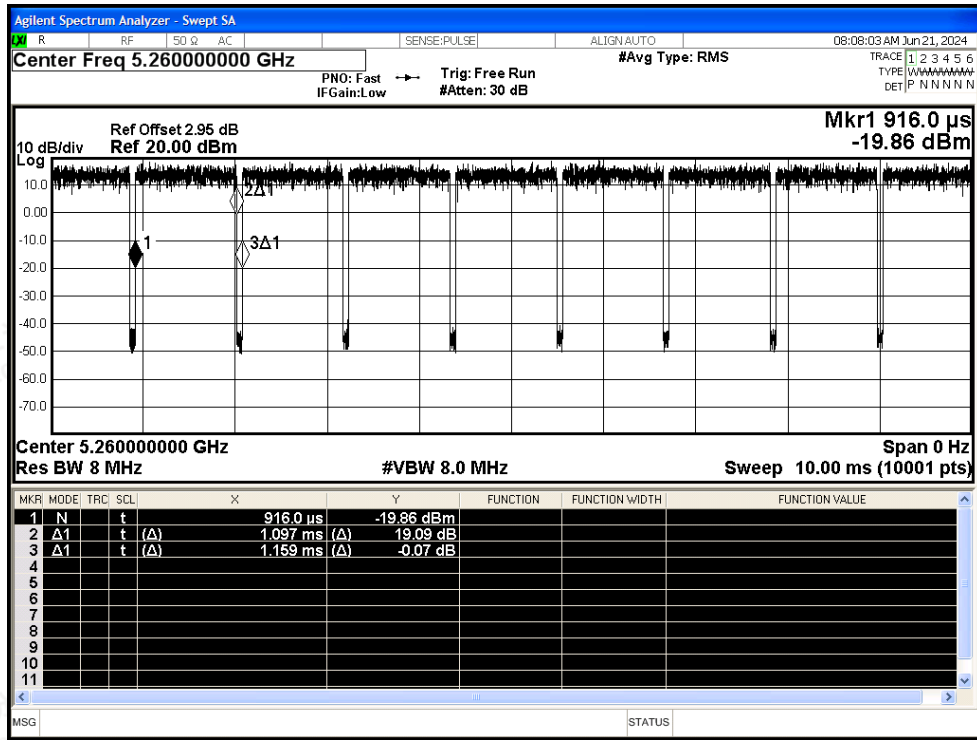 Agilent Spectrum Analyzer - Swept SA
LXI R RF 50 Ω AC SENSE:PULSE ALIGN AUTO 08:08:03 AM Jun 21, 2024
Center Freq 5.260000000 GHz
#Avg Type: RMS
TRACE 1 2 3 4 5 6
TYPE
DET P N N N N N
PNO: Fast
IFGain:Low
Trig: Free Run
#Atten: 30 dB
Mkr1 916.0 µs
-19.86 dBm
Ref Offset 2.95 dB
10 dB/div Ref 20.00 dBm
Log
10.0
0.00
-10.0
-20.0
-30.0
-40.0
-50.0
-60.0
-70.0
2Δ1
1
3Δ1
Center 5.260000000 GHz Span 0 Hz
Res BW 8 MHz #VBW 8.0 MHz Sweep 10.00 ms (10001 pts)
MKR MODE TRC SCL X Y FUNCTION FUNCTION WIDTH FUNCTION VALUE
1 N t 916.0 µs -19.86 dBm
2 Δ1 t (Δ) 1.097 ms (Δ) 19.09 dB
3 Δ1 t (Δ) 1.159 ms (Δ) -0.07 dB
4
5
6
7
8
9
10
11
MSG STATUS